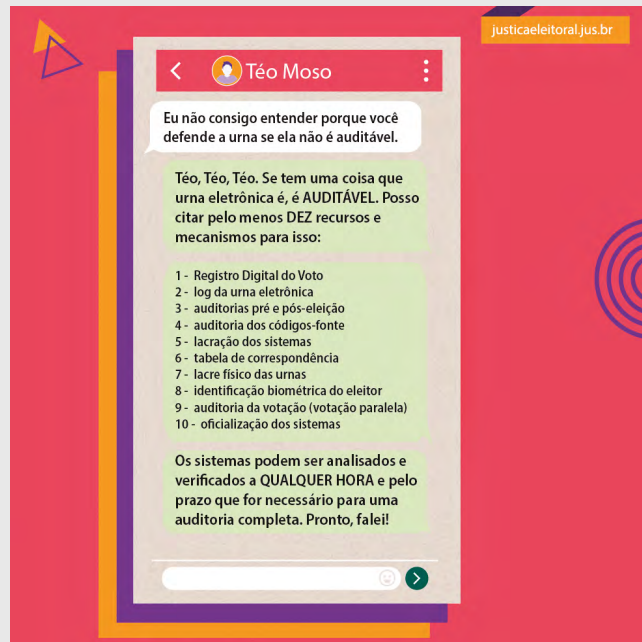 justicaeleitoral.jus.br
Téo Moso
Eu não consigo entender porque você
defende a urna se ela não é auditável.
Téo, Téo, Téo. Se tem uma coisa que
urna eletrônica é, é AUDITÁVEL. Posso
citar pelo menos DEZ recursos e
mecanismos para isso:
1 - Registro Digital do Voto
2 - log da urna eletrônica
3 - auditorias pré e pós-eleição
4 - auditoria dos códigos-fonte
5 - lacração dos sistemas
6 - tabela de correspondência
7 - lacre físico das urnas
8 - identificação biométrica do eleitor
9 - auditoria da votação (votação paralela)
10 - oficialização dos sistemas
Os sistemas podem ser analisados e
verificados a QUALQUER HORA e pelo
prazo que for necessário para uma
auditoria completa. Pronto, falei!